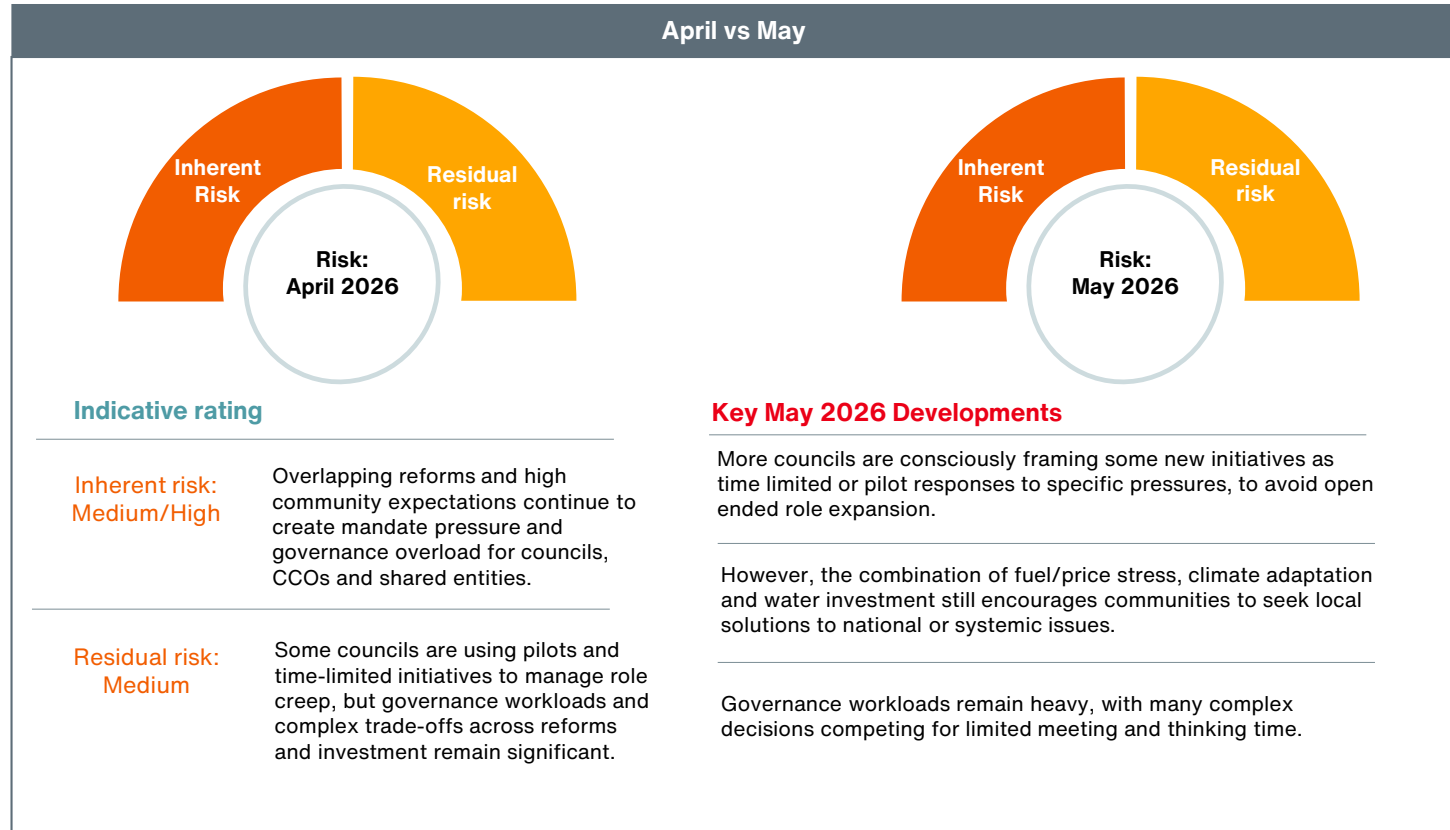 April vs May
Inherent
Risk
Residual
risk
Risk:
April 2026
Inherent
Risk
Residual
risk
Risk:
May 2026
Indicative rating
Inherent risk:
Medium/High
Overlapping reforms and high
community expectations continue to
create mandate pressure and
governance overload for councils,
CCOs and shared entities.
Residual risk:
Medium
Some councils are using pilots and
time-limited initiatives to manage role
creep, but governance workloads and
complex trade-offs across reforms
and investment remain significant.
Key May 2026 Developments
More councils are consciously framing some new initiatives as
time limited or pilot responses to specific pressures, to avoid open
ended role expansion.
However, the combination of fuel/price stress, climate adaptation
and water investment still encourages communities to seek local
solutions to national or systemic issues.
Governance workloads remain heavy, with many complex
decisions competing for limited meeting and thinking time.